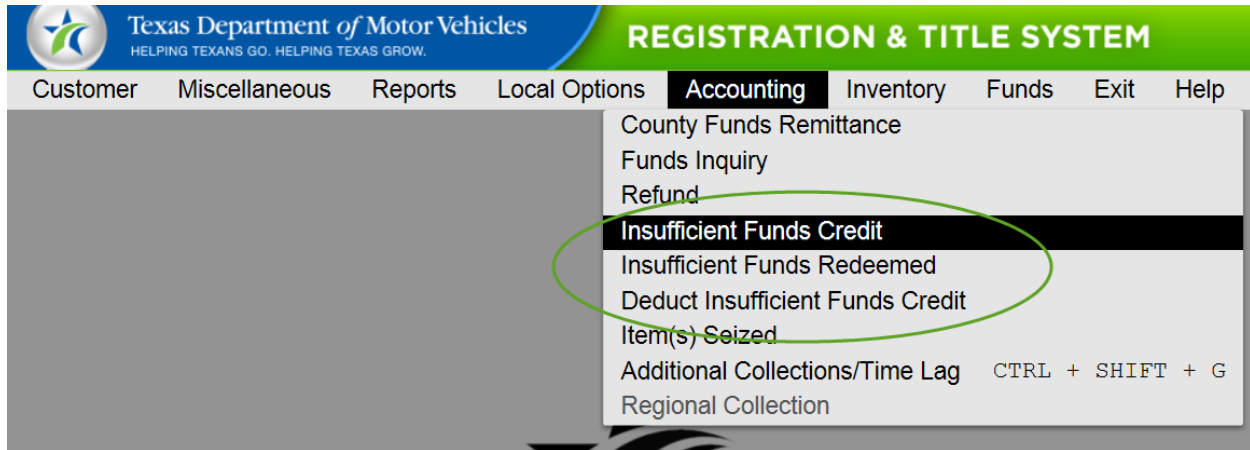 Texas Department of Motor Vehicles
HELPING TEXANS GO. HELPING TEXAS GROW.
REGISTRATION & TITLE SYSTEM
Customer Miscellaneous Reports Local Options Accounting Inventory Funds Exit Help
County Funds Remittance
Funds Inquiry
Refund
Insufficient Funds Credit
Insufficient Funds Redeemed
Deduct Insufficient Funds Credit
Item(s) Seized
Additional Collections/Time Lag CTRL + SHIFT + G
Regional Collection